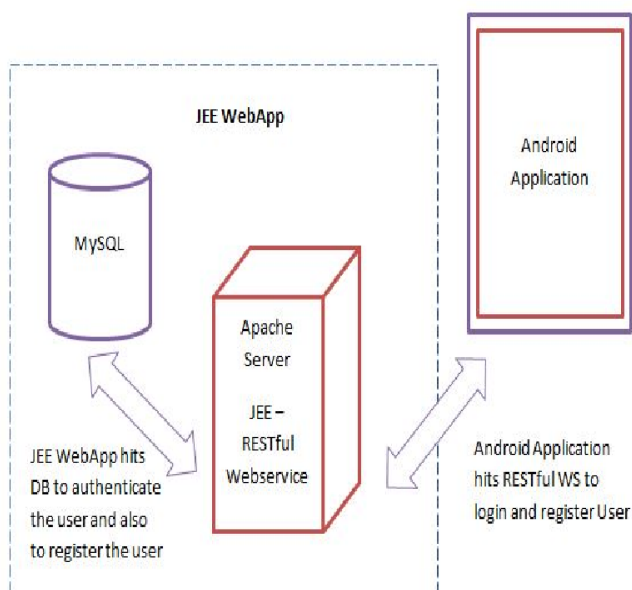 JEE WebApp
Android
Application
MySQL
Apache
Server
JEE –
RESTful
Webservice
JEE WebApp hits
DB to authenticate
the user and also
to register the user
Android Application
hits RESTful WS to
login and register User